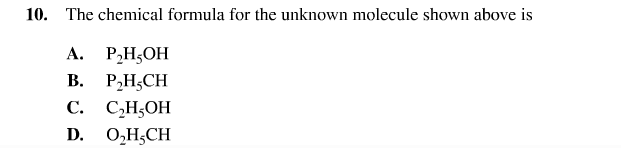 10. The chemical formula for the unknown molecule shown above is
A. P₂H₅OH
B. P₂H₅CH
C. C₂H₅OH
D. O₂H₅CH